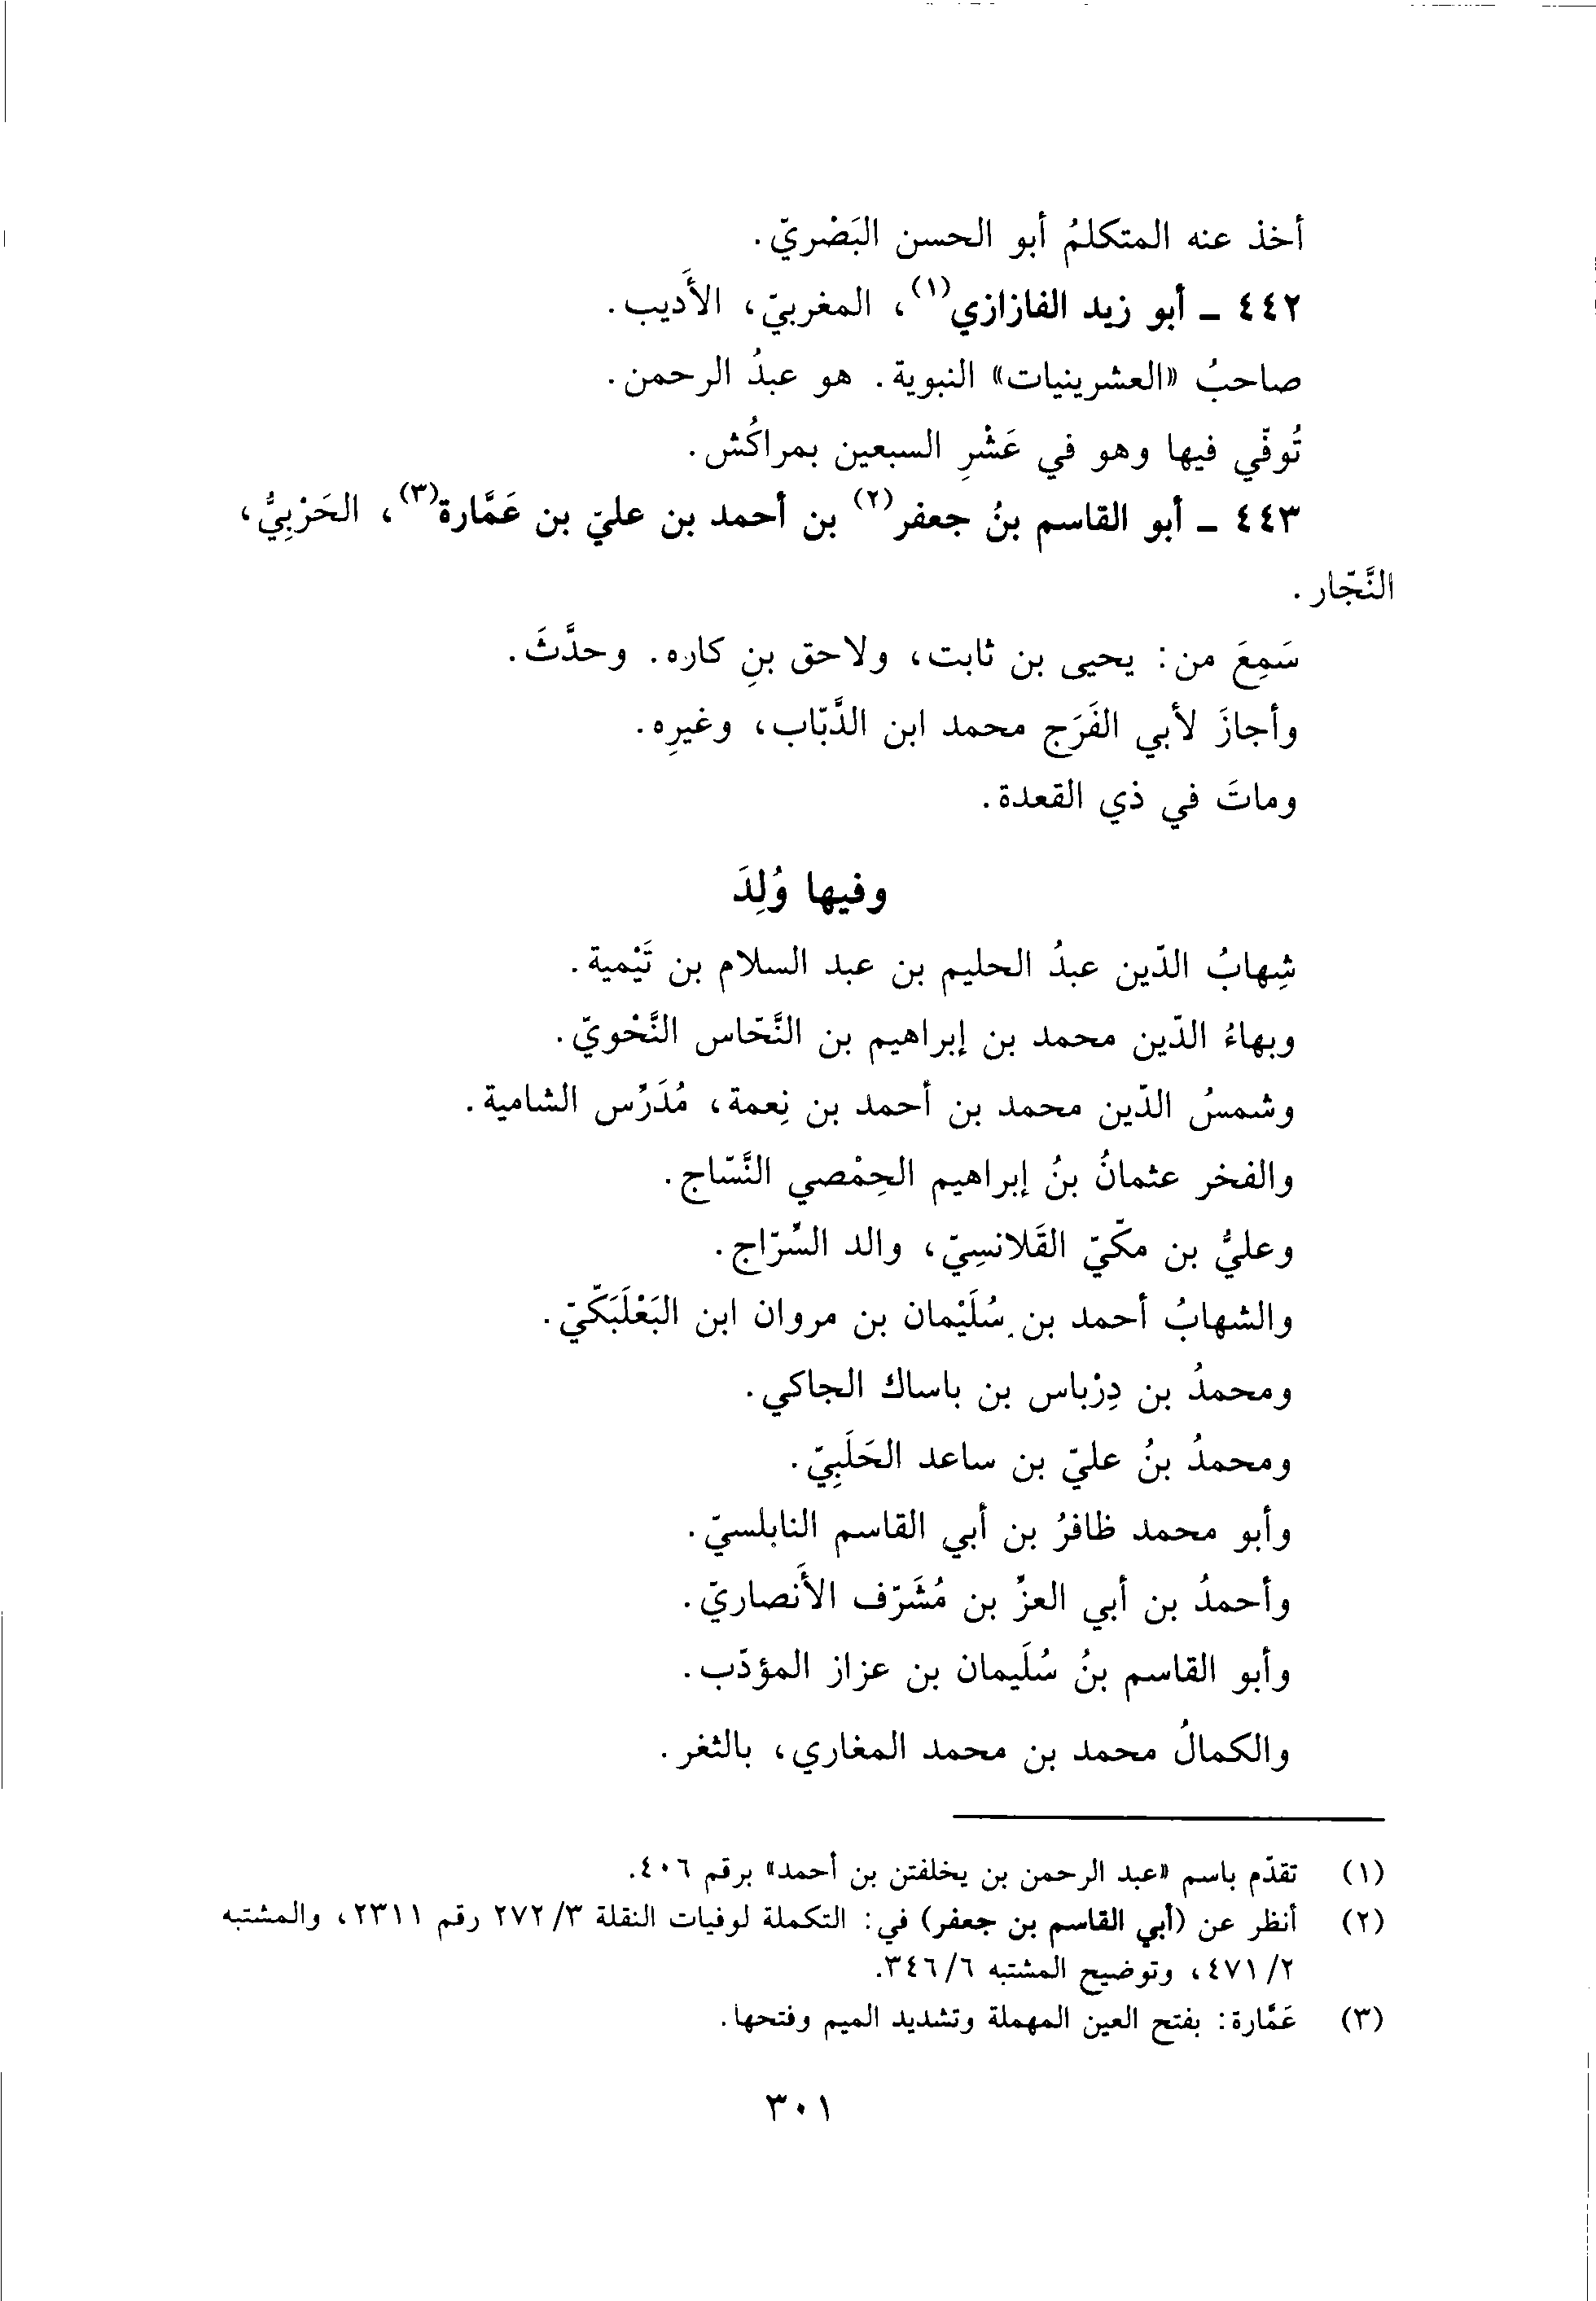 أخذ عنه المتكلمُ أبو الحسن البَصْريّ.
٤٤٢ ـ أبو زيد الفازازي(١)، المغربيّ، الأَديب.
صاحبُ «العشرينيات» النبوية. هو عبدُ الرحمن.
تُوفّي فيها وهو في عَشْرِ السبعين بمراكُش.
٤٤٣ ـ أبو القاسم بنُ جعفر(٢) بن أحمد بن عليّ بن عَمَّارة(٣)، الحَرْبِيُّ،
النَّجّار.
سَمِعَ من: يحيى بن ثابت، ولاحق بنِ كاره. وحدَّثَ.
وأجازَ لأبي الفَرَج محمد ابن الدَّبّاب، وغيرِه.
وماتَ في ذي القعدة.
وفيها وُلِدَ
شِهابُ الدّين عبدُ الحليم بن عبد السلام بن تَيْمية.
وبهاءُ الدّين محمد بن إبراهيم بن النَّحّاس النَّحْويّ.
وشمسُ الدّين محمد بن أحمد بن نِعمة، مُدَرِّس الشامية.
والفخر عثمانُ بنُ إبراهيم الحِمْصي النَّسّاج.
وعليُّ بن مكّيّ القَلانسِيّ، والد السِّرّاج.
والشهابُ أحمد بن سُلَيْمان بن مروان ابن البَعْلَبَكّيّ.
ومحمدُ بن دِرْباس بن باساك الجاكي.
ومحمدُ بنُ عليّ بن ساعد الحَلَبِيّ.
وأبو محمد ظافرُ بن أبي القاسم النابلسيّ.
وأحمدُ بن أبي العزِّ بن مُشَرّف الأَنصاريّ.
وأبو القاسم بنُ سُلَيمان بن عزاز المؤدّب.
والكمالُ محمد بن محمد المغاري، بالثغر.
(١) تقدّم باسم «عبد الرحمن بن يخلفتن بن أحمد» برقم ٤٠٦.
(٢) أنظر عن (أبي القاسم بن جعفر) في: التكملة لوفيات النقلة ٣/ ٢٧٢ رقم ٢٣١١، والمشتبه
٢/ ٤٧١، وتوضيح المشتبه ٦/ ٣٤٦.
(٣) عَمَّارة: بفتح العين المهملة وتشديد الميم وفتحها.
٣٠١